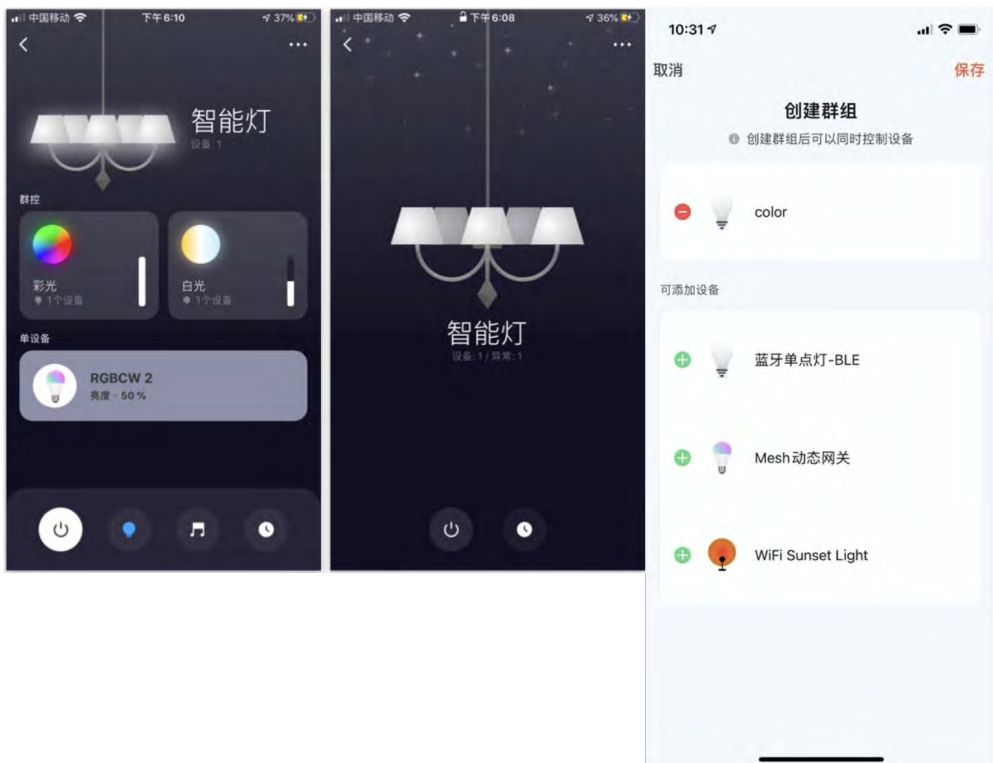 中国移动
下午6:10
37%
智能灯
设备: 1
群控
彩光
1个设备
白光
1个设备
单设备
RGBCW 2
亮度 · 50 %
中国移动
下午6:08
36%
智能灯
设备: 1 / 异常: 1
10:31
取消
保存
创建群组
创建群组后可以同时控制设备
color
可添加设备
蓝牙单点灯-BLE
Mesh动态网关
WiFi Sunset Light